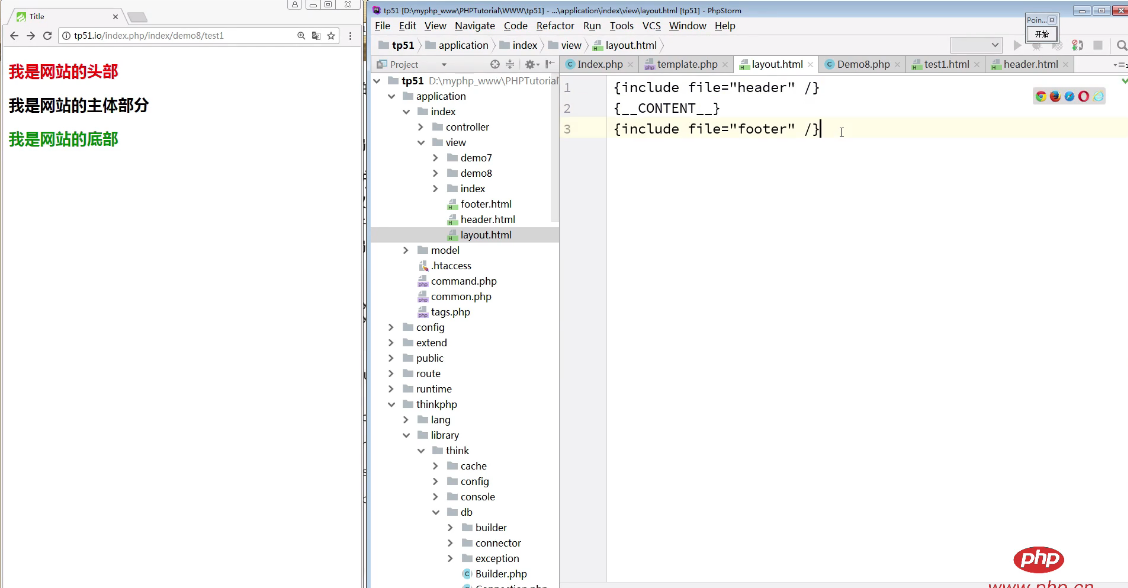 Title
tp51.io/index.php/index/demo8/test1
我是网站的头部
我是网站的主体部分
我是网站的底部
tp51 [D:\myphp_www\PHPTutorial\WWW\tp51] - ...\application\index\view\layout.html [tp51] - PhpStorm
File Edit View Navigate Code Refactor Run Tools VCS Window Help
Poin...
开始
tp51 application index view layout.html
Project
Index.php template.php layout.html Demo8.php test1.html header.html
tp51 D:\myphp_www\PHPTutorial
application
index
controller
view
demo7
demo8
index
footer.html
header.html
layout.html
model
.htaccess
command.php
common.php
tags.php
config
extend
public
route
runtime
thinkphp
lang
library
think
cache
config
console
db
builder
connector
exception
Builder.php
Connection.php
1 {include file="header" /}
2 {__CONTENT__}
3 {include file="footer" /}
php
www.php.cn